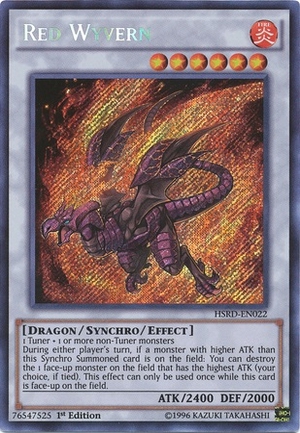 RED WYVERN
FIRE
HSRD-EN022
[DRAGON/SYNCHRO/EFFECT]
1 Tuner + 1 or more non-Tuner monsters
During either player's turn, if a monster with higher ATK than
this Synchro Summoned card is on the field: You can destroy
the 1 face-up monster on the field that has the highest ATK (your
choice, if tied). This effect can only be used once while this
card is face-up on the field.
ATK/2400 DEF/2000
76547525 1st Edition ©1996 KAZUKI TAKAHASHI